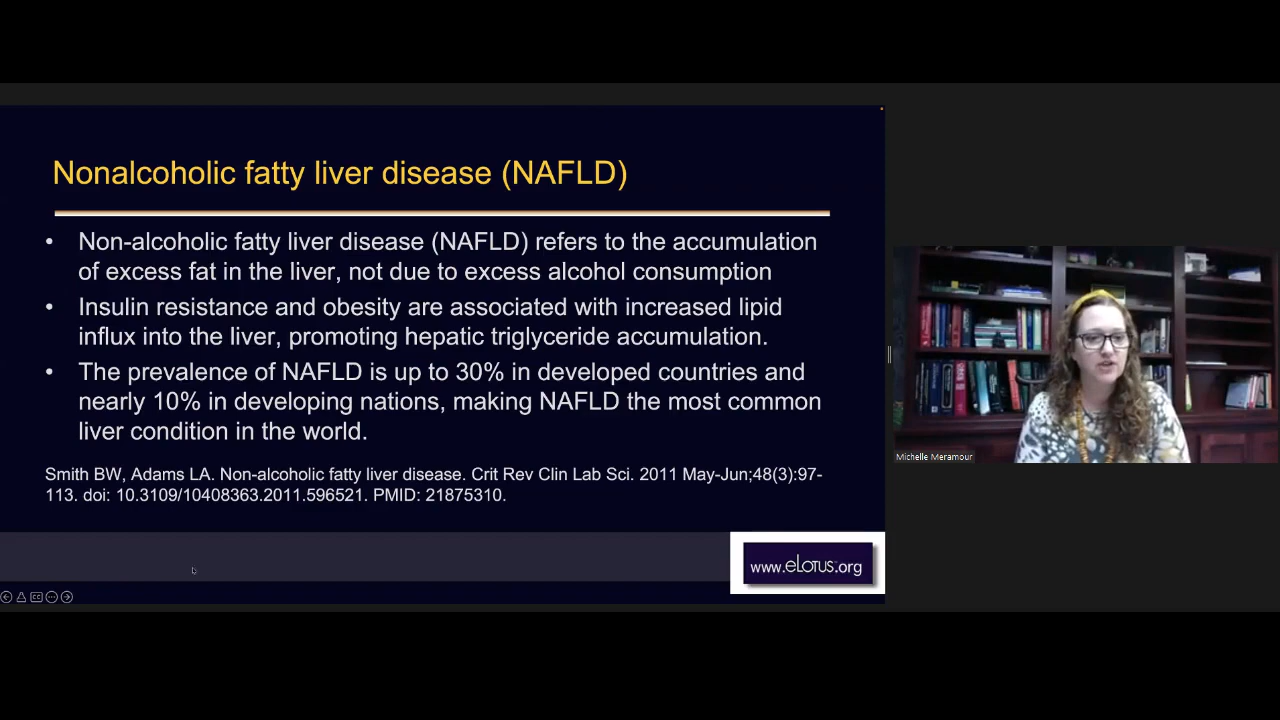 Nonalcoholic fatty liver disease (NAFLD)
• Non-alcoholic fatty liver disease (NAFLD) refers to the accumulation
of excess fat in the liver, not due to excess alcohol consumption
• Insulin resistance and obesity are associated with increased lipid
influx into the liver, promoting hepatic triglyceride accumulation.
• The prevalence of NAFLD is up to 30% in developed countries and
nearly 10% in developing nations, making NAFLD the most common
liver condition in the world.
Smith BW, Adams LA. Non-alcoholic fatty liver disease. Crit Rev Clin Lab Sci. 2011 May-Jun;48(3):97-
113. doi: 10.3109/10408363.2011.596521. PMID: 21875310.
www.eLotus.org
Michelle Meramour